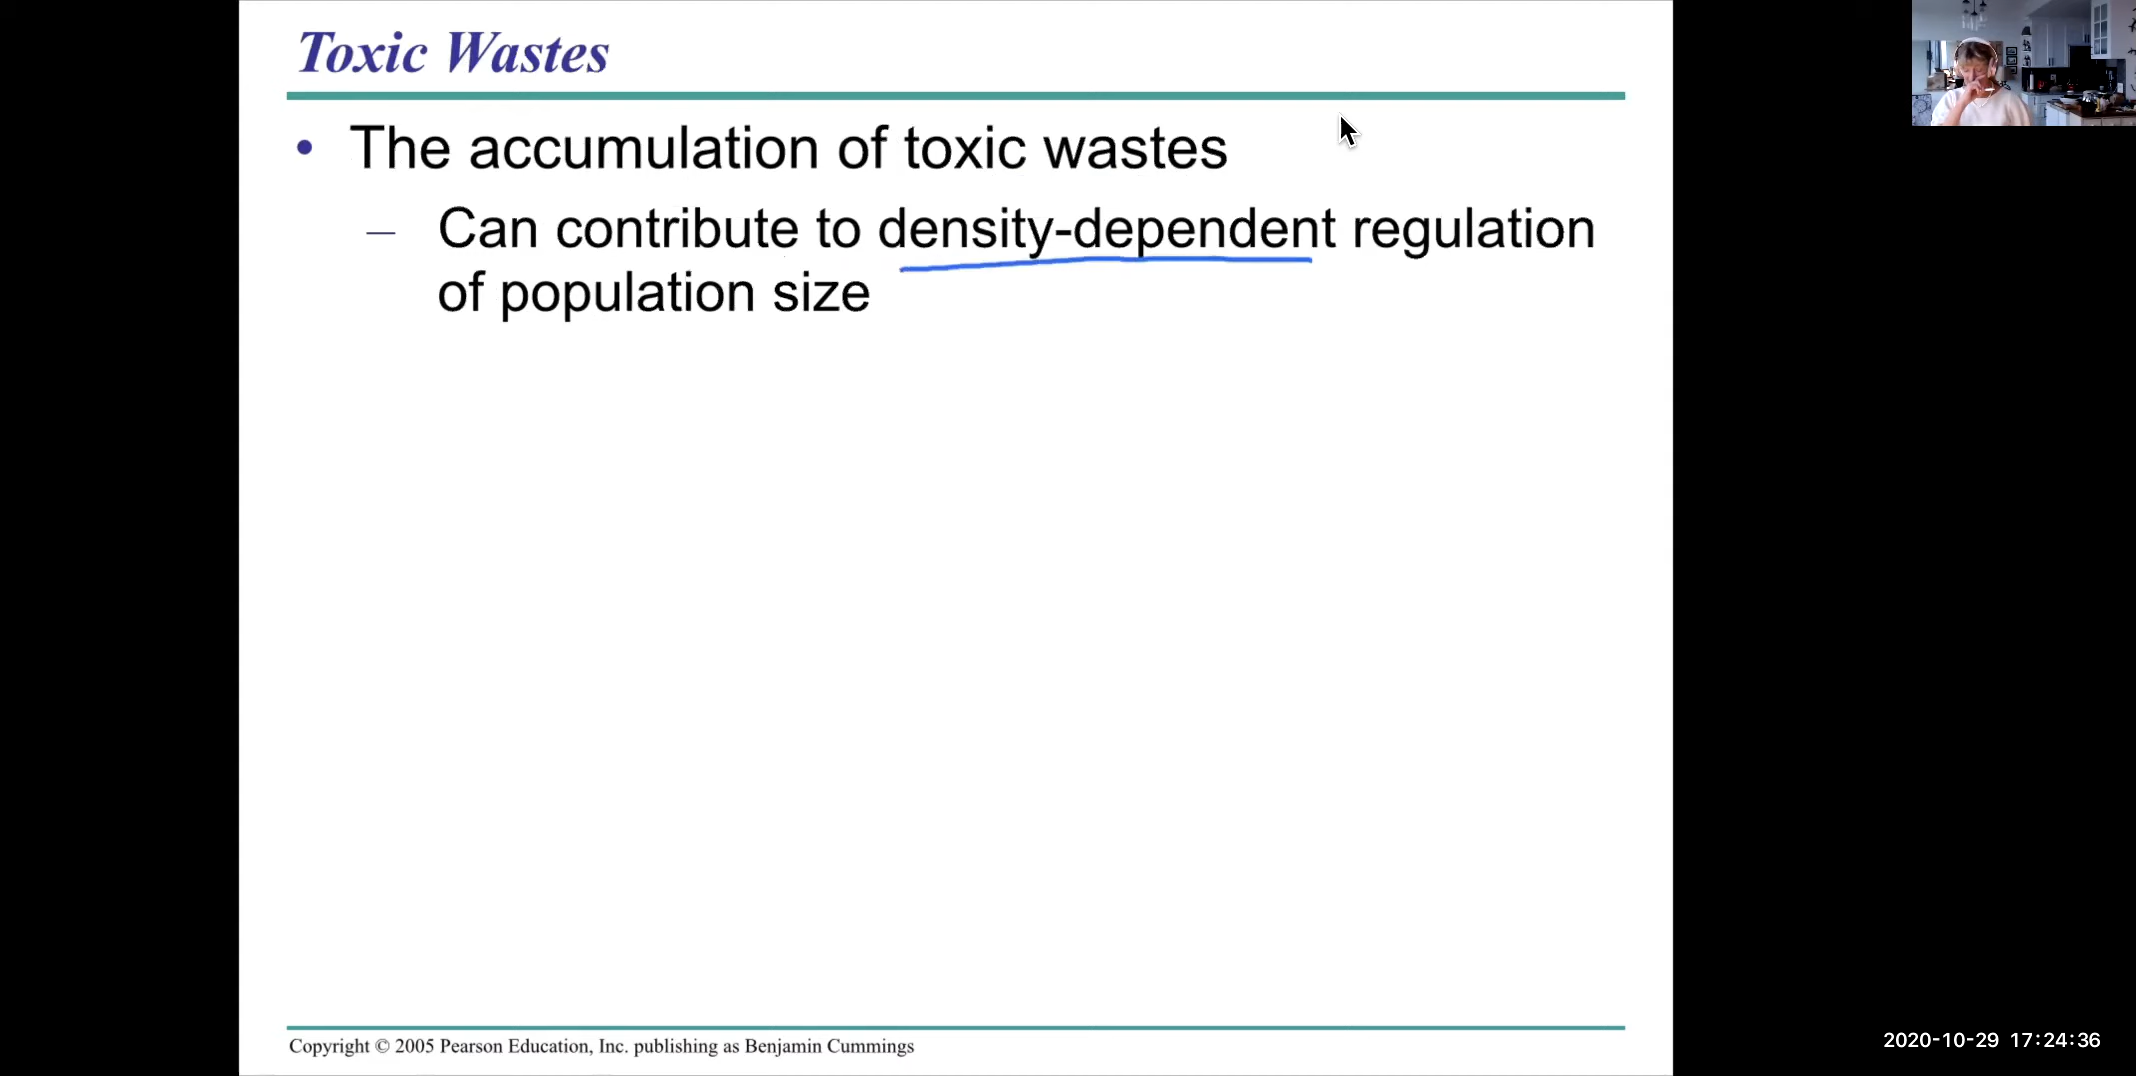 Toxic Wastes
• The accumulation of toxic wastes
– Can contribute to density-dependent regulation
of population size
Copyright © 2005 Pearson Education, Inc. publishing as Benjamin Cummings
2020-10-29 17:24:36